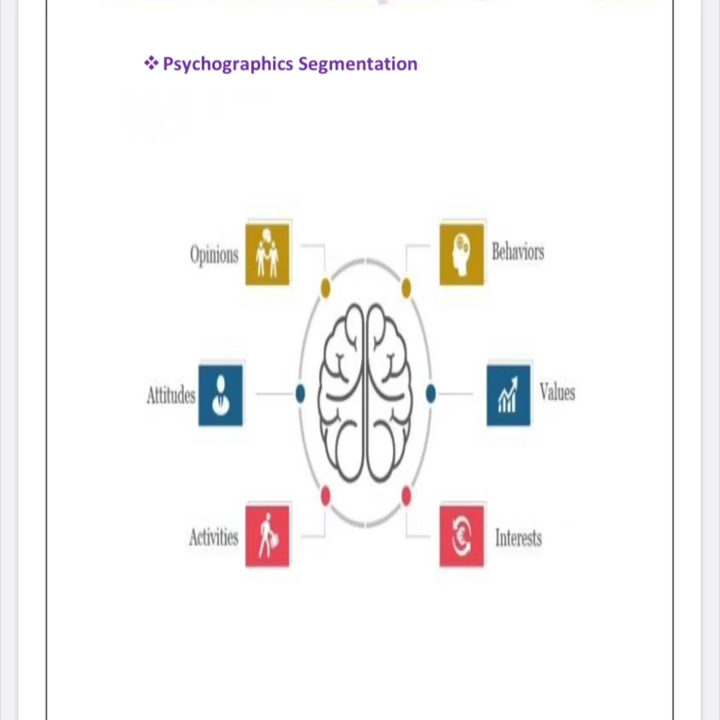 ❖ Psychographics Segmentation
Opinions
Behaviors
Attitudes
Values
Activities
Interests